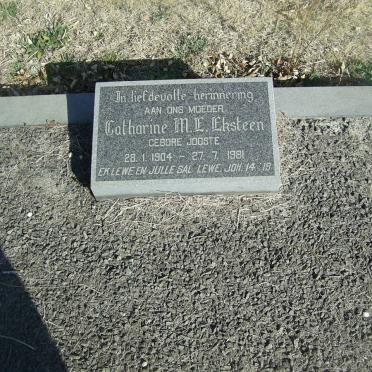 In liefdevolle herinnering
AAN ONS MOEDER
Catharine M.E. Eksteen
GEBORE JOOSTE
28. 1. 1904 - 27. 7. 1981
EK LEWE EN JULLE SAL LEWE, JOH. 14 : 19